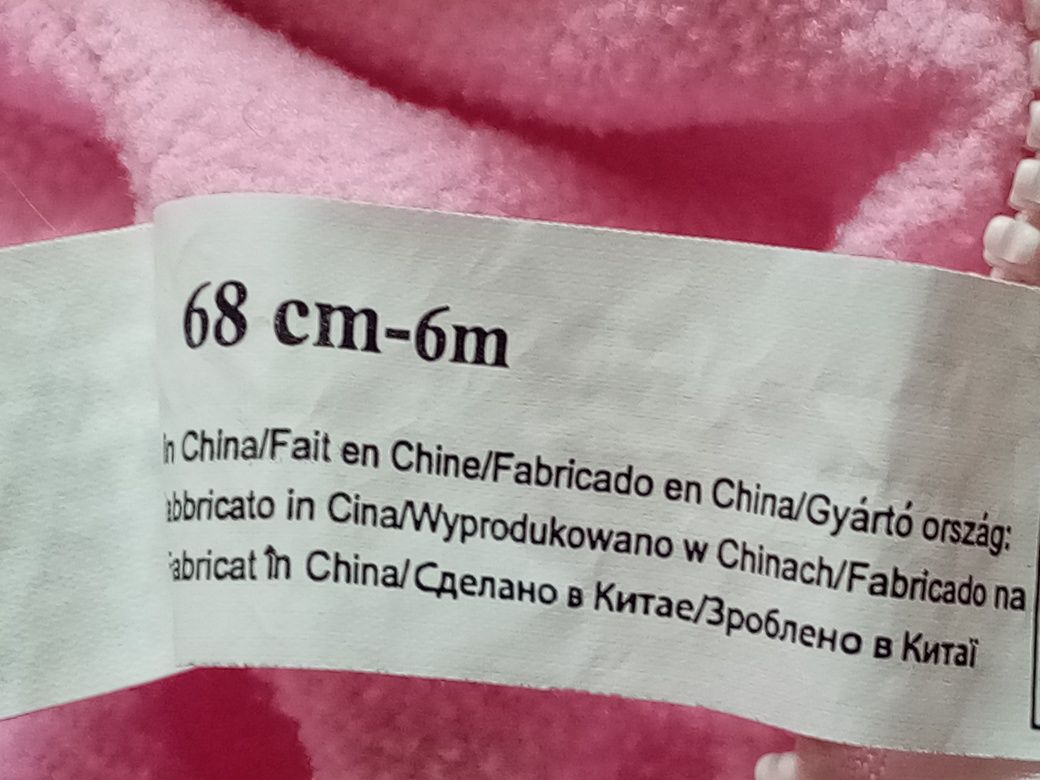 68 cm-6m
in China/Fait en Chine/Fabricado en China/Gyártó ország:
abbricato in Cina/Wyprodukowano w Chinach/Fabricado na
abricat în China/Сделано в Китае/Зроблено в Китаї